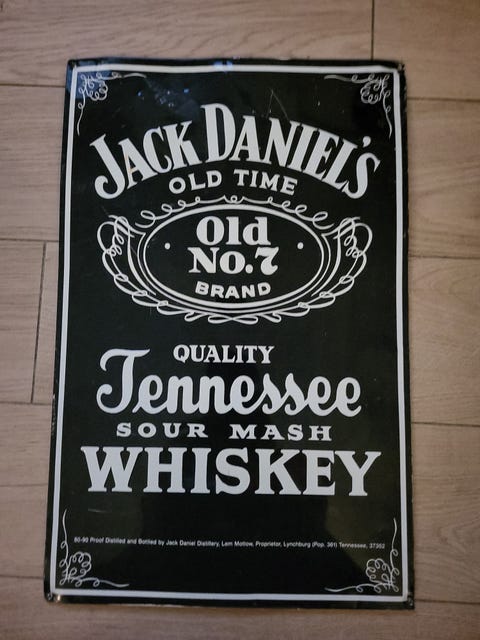 JACK DANIEL'S
OLD TIME
Old
No.7
BRAND
QUALITY
Tennessee
SOUR MASH
WHISKEY
80-90 Proof Distilled and Bottled by Jack Daniel Distillery, Lem Motlow, Proprietor, Lynchburg (Pop. 361) Tennessee, 37352